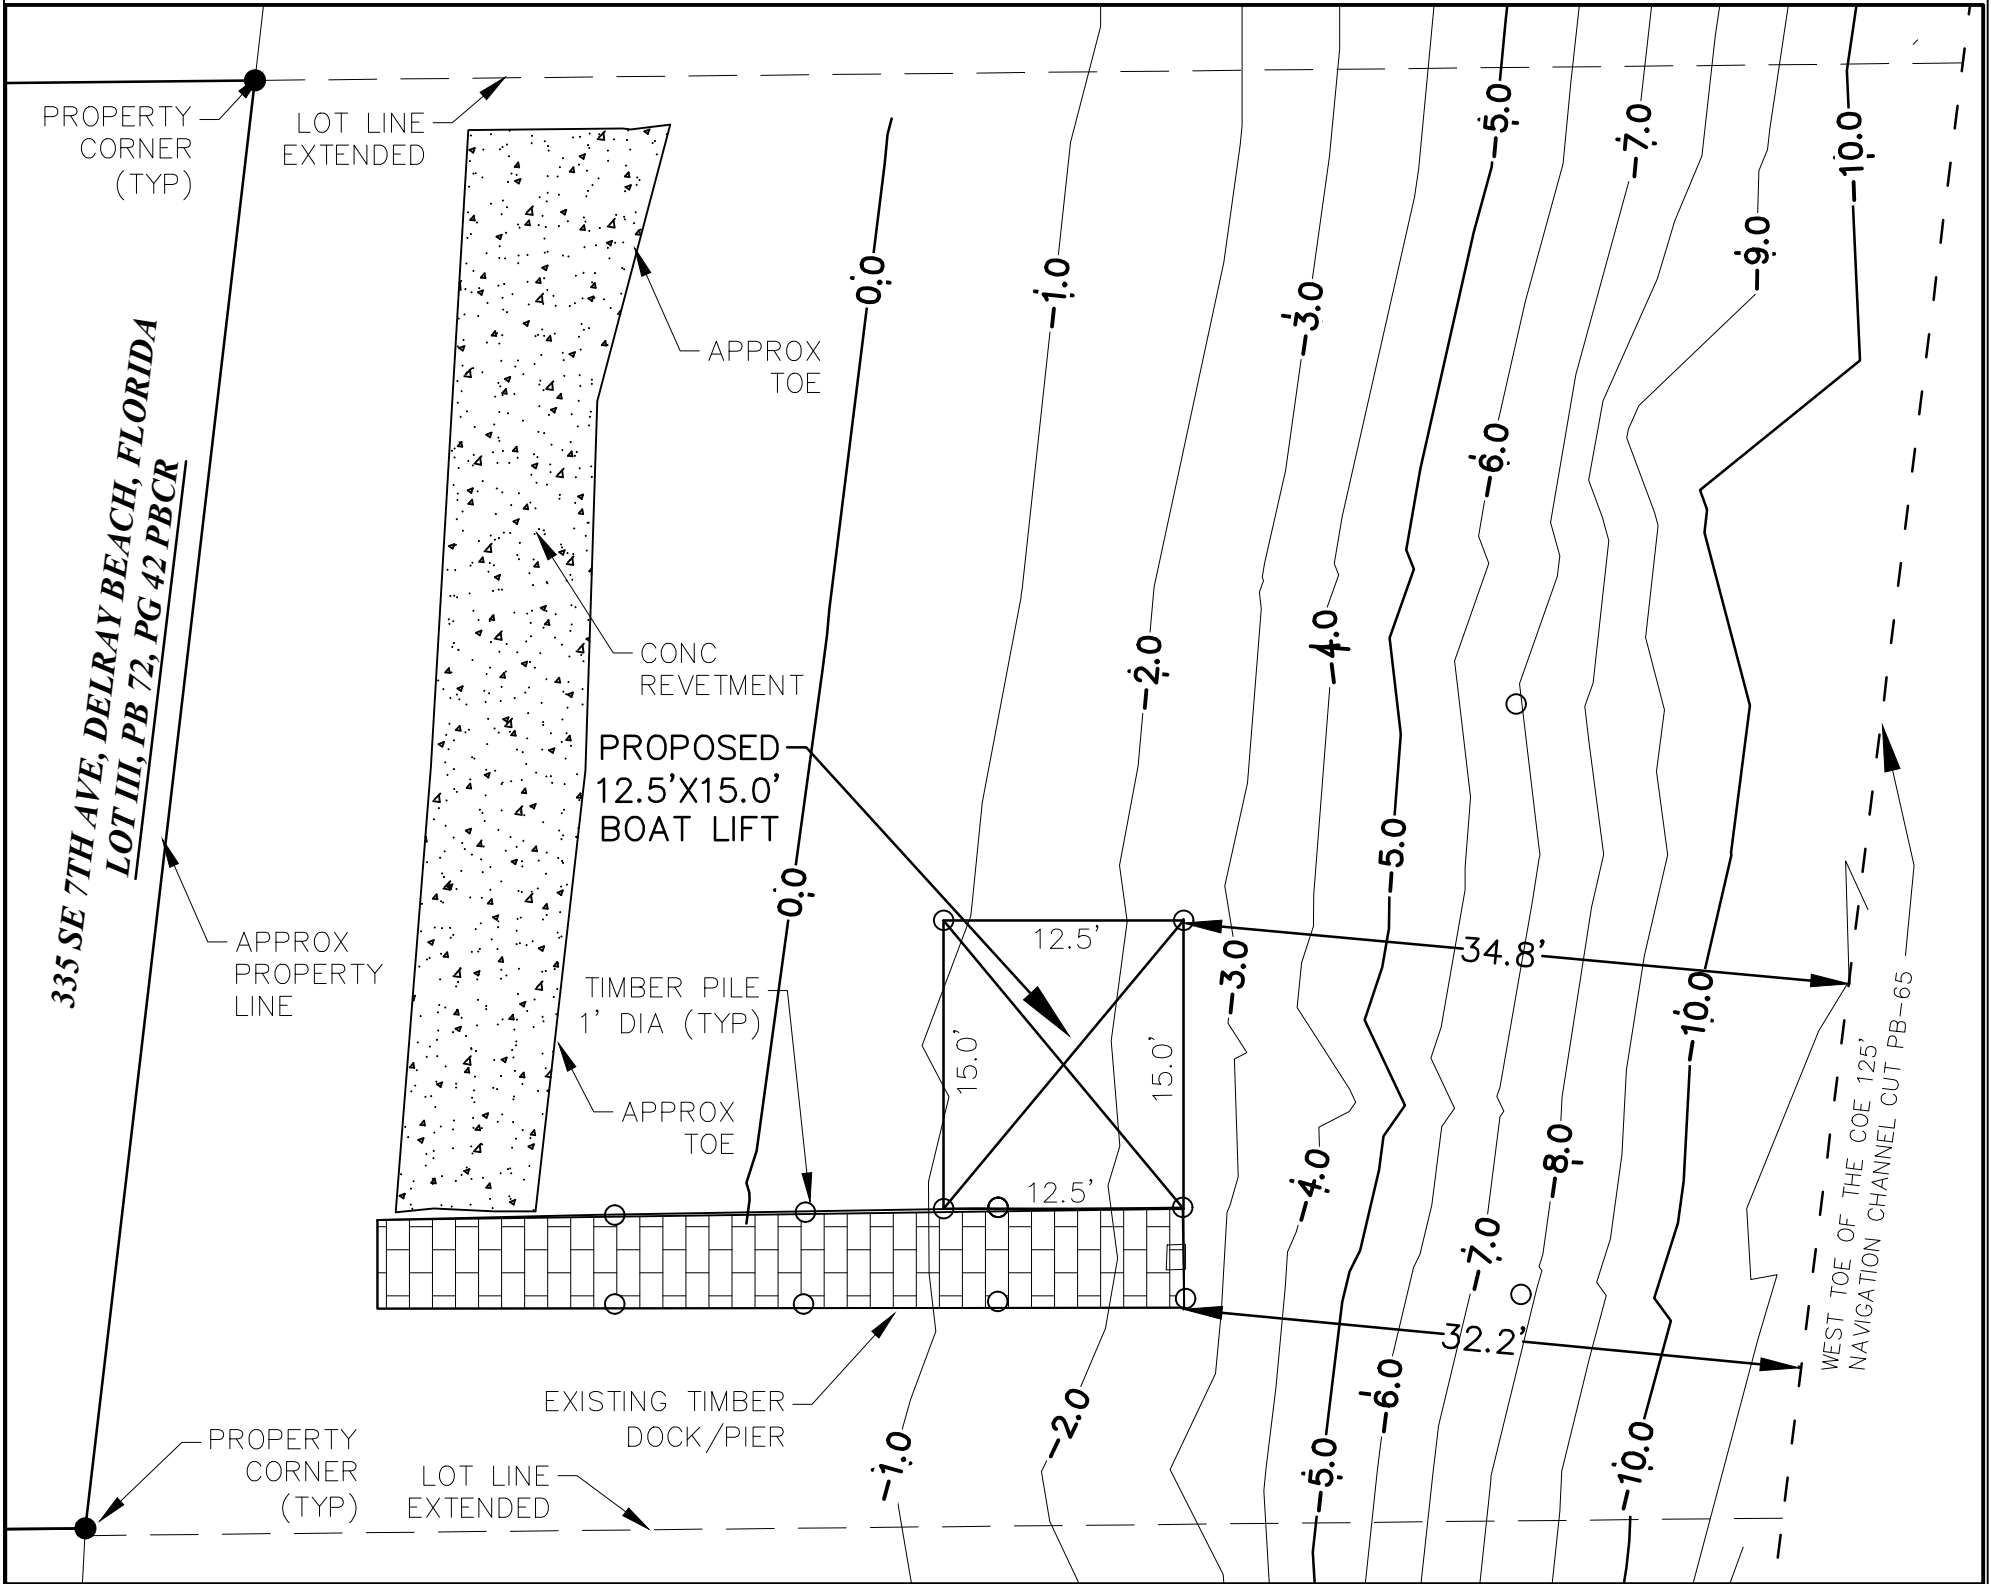 PROPERTY
CORNER
(TYP)
LOT LINE
EXTENDED
-5.0
-7.0
-10.0
-9.0
0.0
-1.0
-3.0
APPROX
TOE
335 SE 7TH AVE, DELRAY BEACH, FLORIDA
LOT III, PB 72, PG 42 PBCR
-6.0
-4.0
-2.0
CONC
REVETMENT
PROPOSED
12.5'X15.0'
BOAT LIFT
-5.0
0.0
APPROX
PROPERTY
LINE
12.5'
34.8'
-3.0
TIMBER PILE
1' DIA (TYP)
-10.0
15.0'
15.0'
APPROX
TOE
WEST TOE OF THE COE 125'
NAVIGATION CHANNEL CUT PB-65
-8.0
-4.0
12.5'
-7.0
32.2'
EXISTING TIMBER
DOCK/PIER
-6.0
-2.0
-1.0
-5.0
-10.0
PROPERTY
CORNER
(TYP)
LOT LINE
EXTENDED